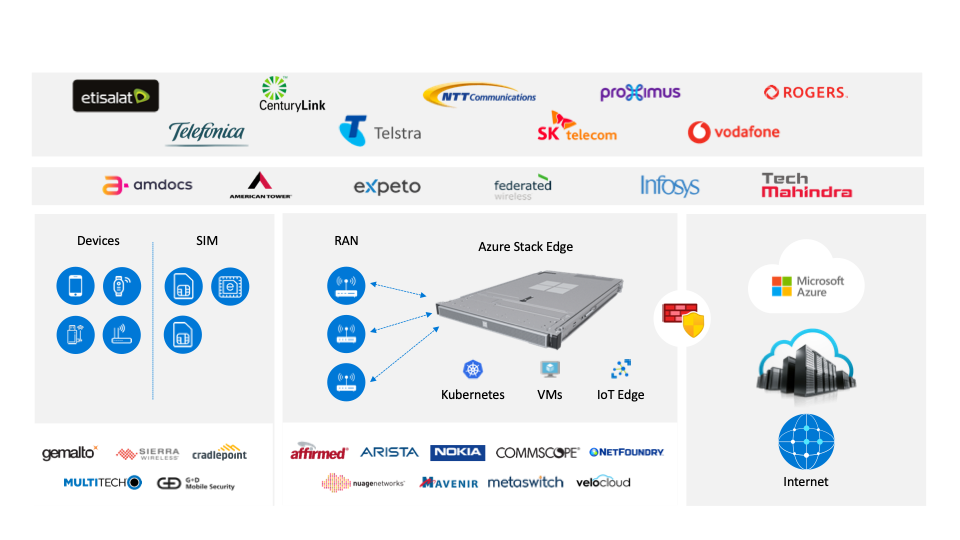 etisalat
CenturyLink
NTT Communications
proximus
ROGERS.
Telefónica
Telstra
SK telecom
vodafone
amdocs
AMERICAN TOWER
expeto
federated
wireless
Infosys
Tech
Mahindra
Devices
SIM
RAN
Azure Stack Edge
Microsoft
Azure
Kubernetes
VMs
IoT Edge
gemalto
SIERRA
WIRELESS
cradlepoint
MULTITECH
G+D
Mobile Security
affirmed
ARISTA
NOKIA
COMMSCOPE
NETFOUNDRY
nuagenetworks
MAVENIR
metaswitch
velocloud
Internet